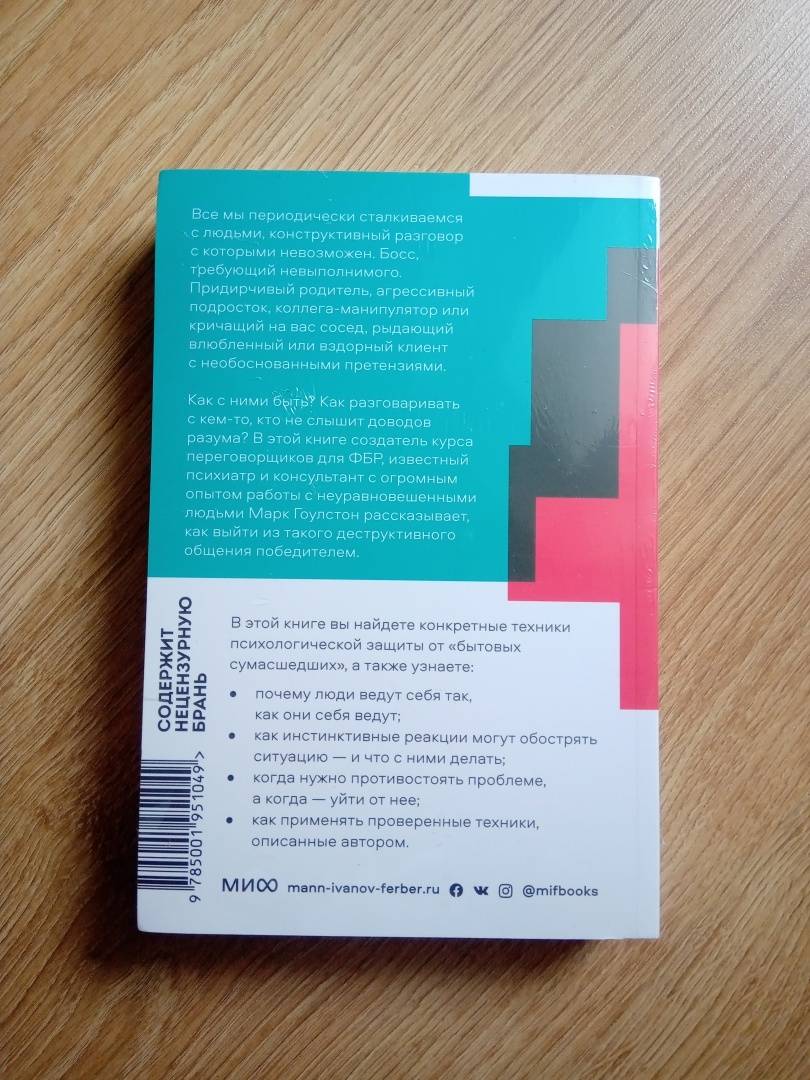 Все мы периодически сталкиваемся
с людьми, конструктивный разговор
с которыми невозможен. Босс,
требующий невыполнимого.
Придирчивый родитель, агрессивный
подросток, коллега-манипулятор или
кричащий на вас сосед, рыдающий
влюбленный или вздорный клиент
с необоснованными претензиями.
Как с ними быть? Как разговаривать
с кем-то, кто не слышит доводов
разума? В этой книге создатель курса
переговорщиков для ФБР, известный
психиатр и консультант с огромным
опытом работы с неуравновешенными
людьми Марк Гоулстон рассказывает,
как выйти из такого деструктивного
общения победителем.
СОДЕРЖИТ
НЕЦЕНЗУРНУЮ
БРАНЬ
В этой книге вы найдете конкретные техники
психологической защиты от «бытовых
сумасшедших», а также узнаете:
• почему люди ведут себя так,
как они себя ведут;
• как инстинктивные реакции могут обострять
ситуацию — и что с ними делать;
• когда нужно противостоять проблеме,
а когда — уйти от нее;
• как применять проверенные техники,
описанные автором.
9 785001 951049 >
МИФ mann-ivanov-ferber.ru @mifbooks